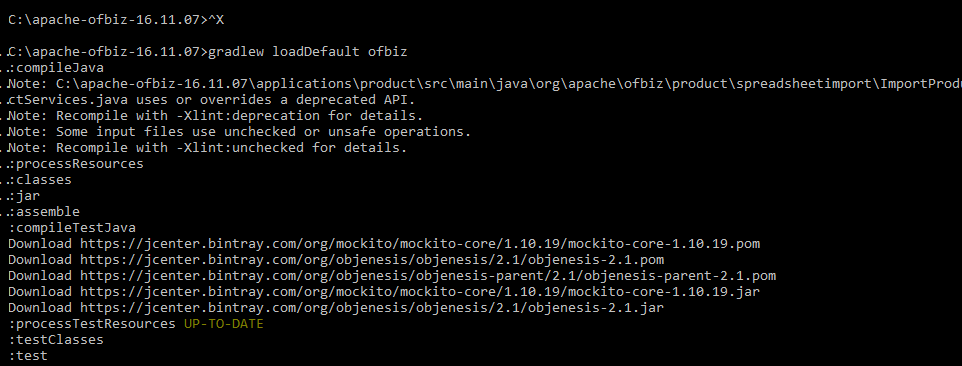 C:\apache-ofbiz-16.11.07>^X
C:\apache-ofbiz-16.11.07>gradlew loadDefault ofbiz
:compileJava
Note: C:\apache-ofbiz-16.11.07\applications\product\src\main\java\org\apache\ofbiz\product\spreadsheetimport\ImportProdu
ctServices.java uses or overrides a deprecated API.
Note: Recompile with -Xlint:deprecation for details.
Note: Some input files use unchecked or unsafe operations.
Note: Recompile with -Xlint:unchecked for details.
:processResources
:classes
:jar
:assemble
:compileTestJava
Download https://jcenter.bintray.com/org/mockito/mockito-core/1.10.19/mockito-core-1.10.19.pom
Download https://jcenter.bintray.com/org/objenesis/objenesis/2.1/objenesis-2.1.pom
Download https://jcenter.bintray.com/org/objenesis/objenesis-parent/2.1/objenesis-parent-2.1.pom
Download https://jcenter.bintray.com/org/mockito/mockito-core/1.10.19/mockito-core-1.10.19.jar
Download https://jcenter.bintray.com/org/objenesis/objenesis/2.1/objenesis-2.1.jar
:processTestResources UP-TO-DATE
:testClasses
:test